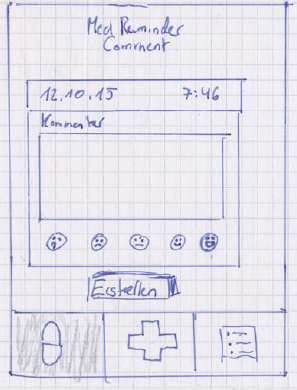 Med Reminder
Comment
12.10.15 7:46
Kommentar
Erstellen